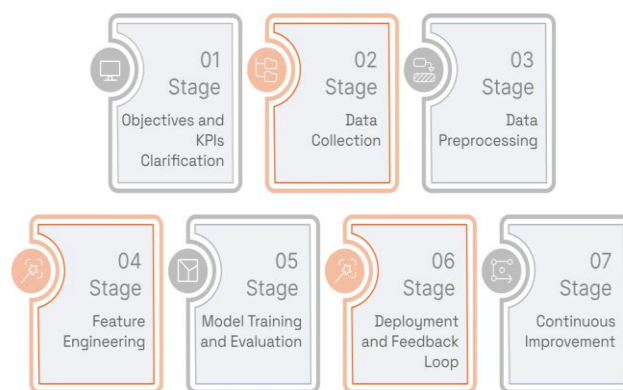 01
Stage
Objectives and
KPIs
Clarification
02
Stage
Data
Collection
03
Stage
Data
Preprocessing
04
Stage
Feature
Engineering
05
Stage
Model Training
and Evaluation
06
Stage
Deployment
and Feedback
Loop
07
Stage
Continuous
Improvement